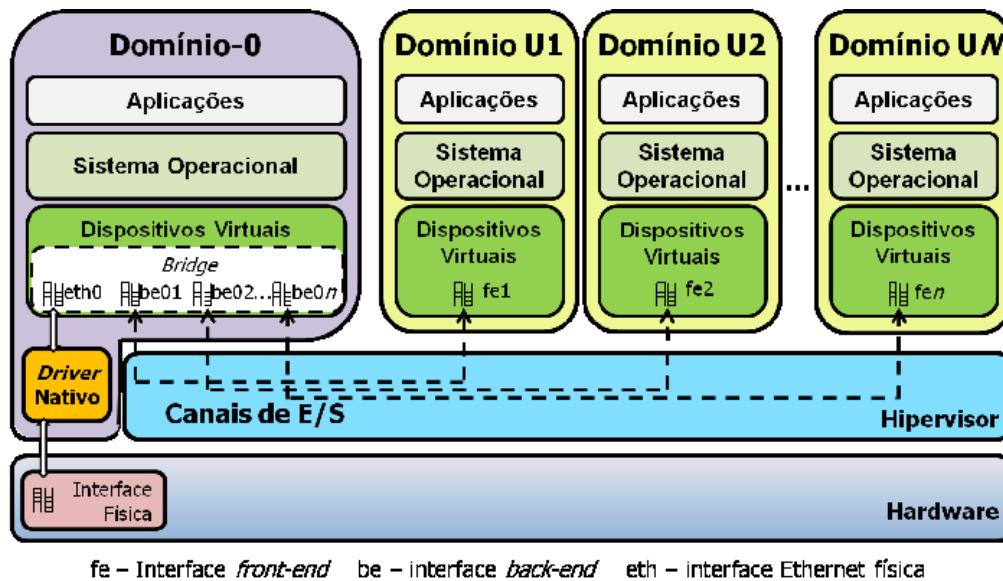 Domínio-0
Aplicações
Sistema Operacional
Dispositivos Virtuais
Bridge
eth0 be01 be02... be0n
Driver
Nativo
Domínio U1
Aplicações
Sistema
Operacional
Dispositivos
Virtuais
fe1
Domínio U2
Aplicações
Sistema
Operacional
Dispositivos
Virtuais
fe2
...
Domínio UN
Aplicações
Sistema
Operacional
Dispositivos
Virtuais
fen
Canais de E/S
Hipervisor
Interface
Física
Hardware
fe – Interface front-end be – interface back-end eth – interface Ethernet física